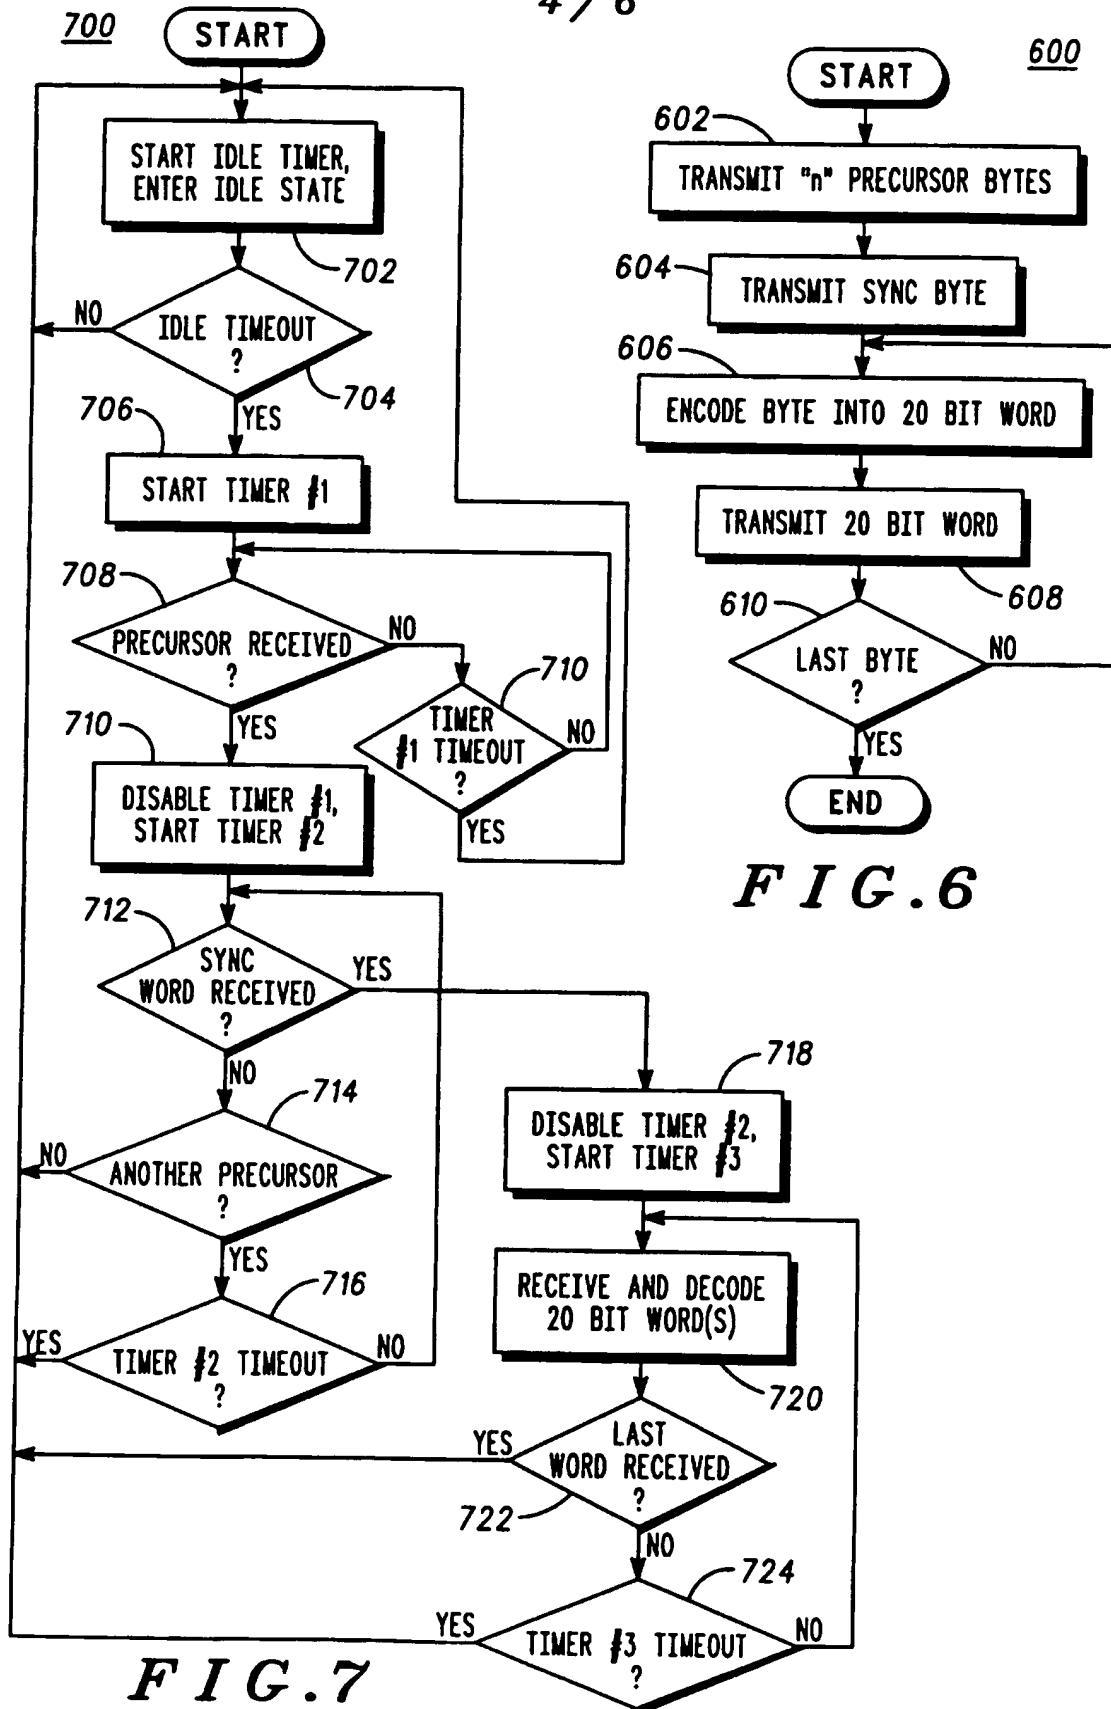 4/6
700
START
START IDLE TIMER,
ENTER IDLE STATE
702
IDLE TIMEOUT
?
NO
704
YES
706
START TIMER #1
708
PRECURSOR RECEIVED
?
NO
710
TIMER
#1 TIMEOUT
?
NO
YES
YES
710
DISABLE TIMER #1,
START TIMER #2
712
SYNC
WORD RECEIVED
?
YES
NO
714
ANOTHER PRECURSOR
?
NO
YES
716
TIMER #2 TIMEOUT
?
YES
NO
718
DISABLE TIMER #2,
START TIMER #3
RECEIVE AND DECODE
20 BIT WORD(S)
720
LAST
WORD RECEIVED
?
YES
722
NO
724
TIMER #3 TIMEOUT
?
YES
NO
FIG.7
600
START
602
TRANSMIT "n" PRECURSOR BYTES
604
TRANSMIT SYNC BYTE
606
ENCODE BYTE INTO 20 BIT WORD
TRANSMIT 20 BIT WORD
608
610
LAST BYTE
?
NO
YES
END
FIG.6